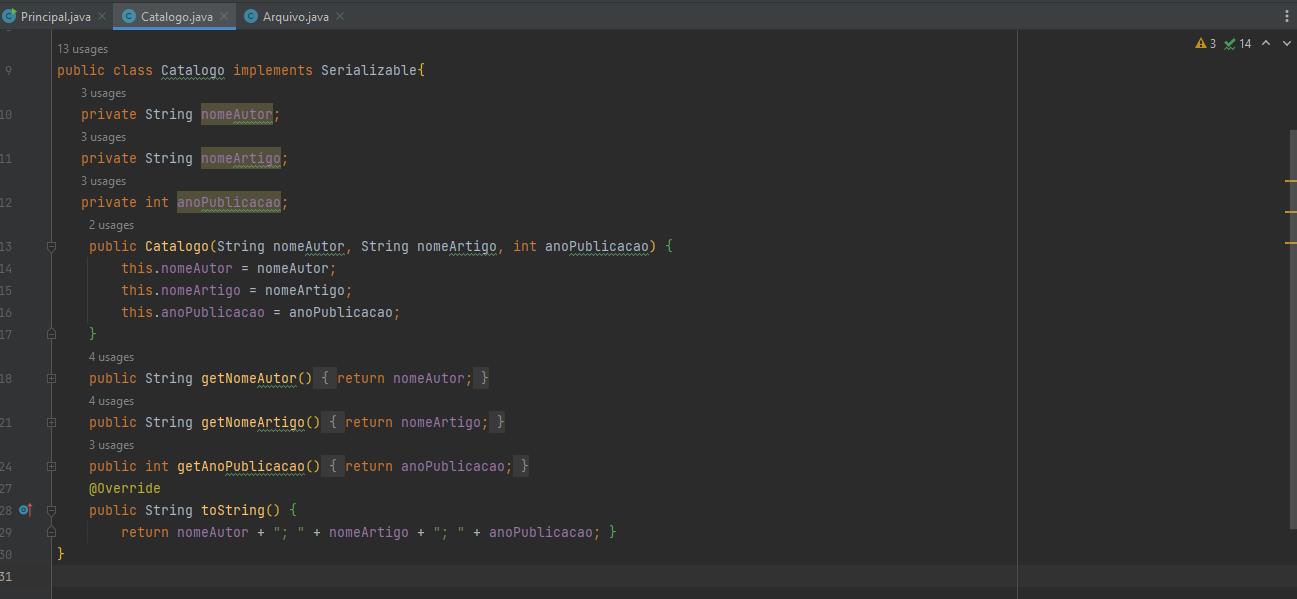 Principal.java Catalogo.java Arquivo.java
3 14
13 usages
9 public class Catalogo implements Serializable{
3 usages
10 private String nomeAutor;
3 usages
11 private String nomeArtigo;
3 usages
12 private int anoPublicacao;
2 usages
13 public Catalogo(String nomeAutor, String nomeArtigo, int anoPublicacao) {
14 this.nomeAutor = nomeAutor;
15 this.nomeArtigo = nomeArtigo;
16 this.anoPublicacao = anoPublicacao;
17 }
4 usages
18 public String getNomeAutor() { return nomeAutor; }
4 usages
21 public String getNomeArtigo() { return nomeArtigo; }
3 usages
24 public int getAnoPublicacao() { return anoPublicacao; }
27 @Override
28 public String toString() {
29 return nomeAutor + "; " + nomeArtigo + "; " + anoPublicacao; }
30 }
31